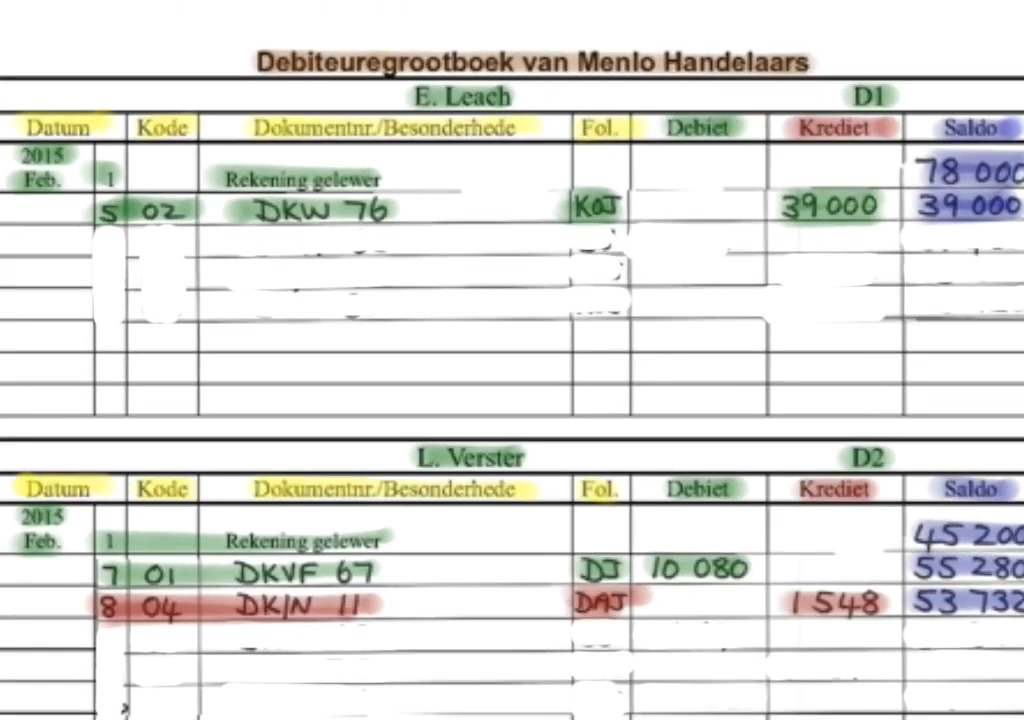 Debiteuregrootboek van Menlo Handelaars
E. Leach D1
Datum Kode Dokumentnr./Besonderhede Fol. Debiet Krediet Saldo
2015
Feb. 1 Rekening gelewer 78 000
5 02 DKW 76 KOJ 39 000 39 000
L. Verster D2
Datum Kode Dokumentnr./Besonderhede Fol. Debiet Krediet Saldo
2015
Feb. 1 Rekening gelewer 45 200
7 01 DKVF 67 DJ 10 080 55 280
8 04 DK/N 11 DAJ 1 548 53 732